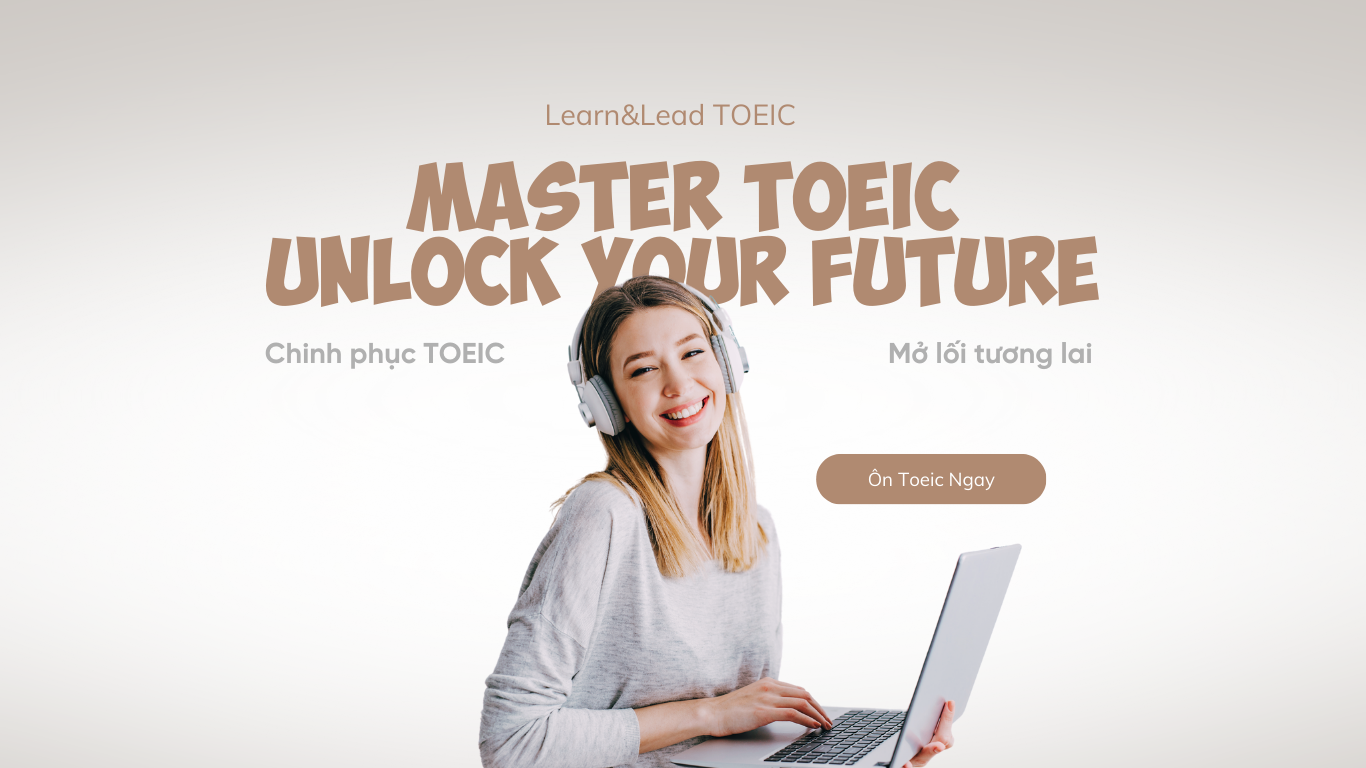 Learn&Lead TOEIC
MASTER TOEIC
UNLOCK YOUR FUTURE
Chinh phục TOEIC
Mở lối tương lai
Ôn Toeic Ngay